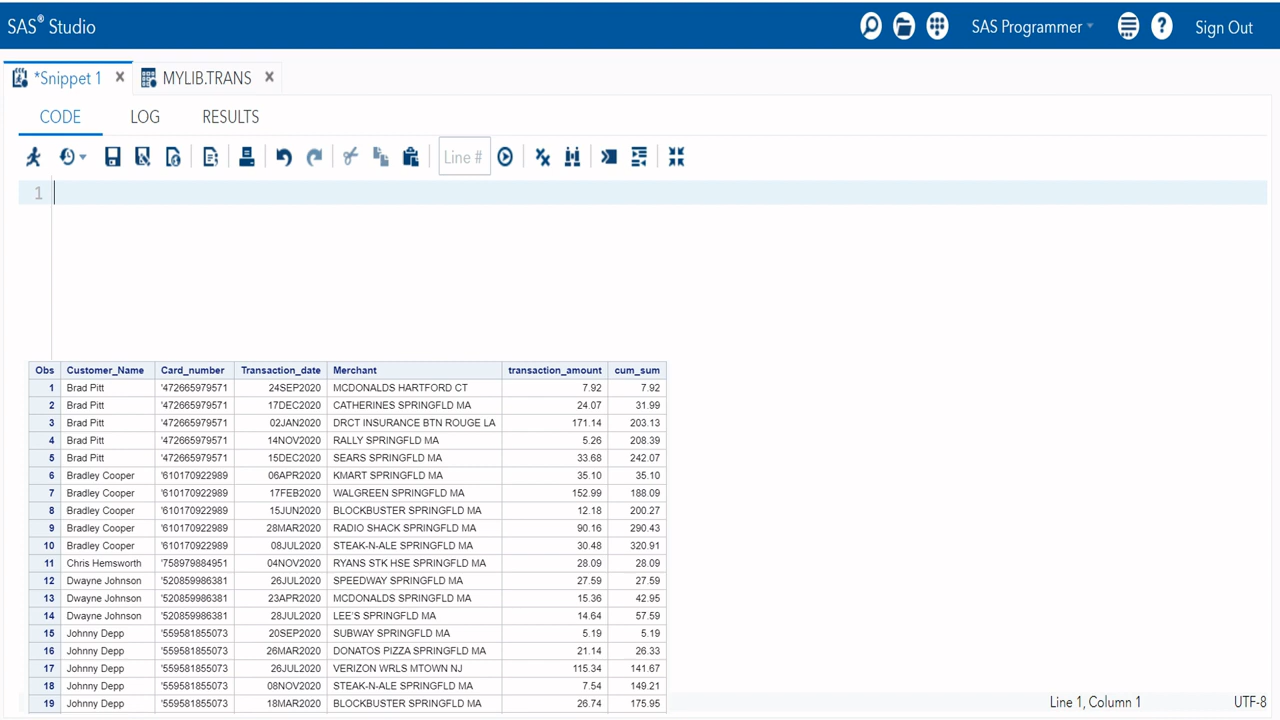 SAS® Studio SAS Programmer ? Sign Out
*Snippet 1 x MYLIB.TRANS x
CODE LOG RESULTS
Line #
1
Obs Customer_Name Card_number Transaction_date Merchant transaction_amount cum_sum
1 Brad Pitt '472665979571 24SEP2020 MCDONALDS HARTFORD CT 7.92 7.92
2 Brad Pitt '472665979571 17DEC2020 CATHERINES SPRINGFLD MA 24.07 31.99
3 Brad Pitt '472665979571 02JAN2020 DRCT INSURANCE BTN ROUGE LA 171.14 203.13
4 Brad Pitt '472665979571 14NOV2020 RALLY SPRINGFLD MA 5.26 208.39
5 Brad Pitt '472665979571 15DEC2020 SEARS SPRINGFLD MA 33.68 242.07
6 Bradley Cooper '610170922989 06APR2020 KMART SPRINGFLD MA 35.10 35.10
7 Bradley Cooper '610170922989 17FEB2020 WALGREEN SPRINGFLD MA 152.99 188.09
8 Bradley Cooper '610170922989 15JUN2020 BLOCKBUSTER SPRINGFLD MA 12.18 200.27
9 Bradley Cooper '610170922989 28MAR2020 RADIO SHACK SPRINGFLD MA 90.16 290.43
10 Bradley Cooper '610170922989 08JUL2020 STEAK-N-ALE SPRINGFLD MA 30.48 320.91
11 Chris Hemsworth '758979884951 04NOV2020 RYANS STK HSE SPRINGFLD MA 28.09 28.09
12 Dwayne Johnson '520859986381 26JUL2020 SPEEDWAY SPRINGFLD MA 27.59 27.59
13 Dwayne Johnson '520859986381 23APR2020 MCDONALDS SPRINGFLD MA 15.36 42.95
14 Dwayne Johnson '520859986381 28JUL2020 LEE'S SPRINGFLD MA 14.64 57.59
15 Johnny Depp '559581855073 20SEP2020 SUBWAY SPRINGFLD MA 5.19 5.19
16 Johnny Depp '559581855073 26MAR2020 DONATOS PIZZA SPRINGFLD MA 21.14 26.33
17 Johnny Depp '559581855073 26JUL2020 VERIZON WRLS MTOWN NJ 115.34 141.67
18 Johnny Depp '559581855073 08NOV2020 STEAK-N-ALE SPRINGFLD MA 7.54 149.21
19 Johnny Depp '559581855073 18MAR2020 BLOCKBUSTER SPRINGFLD MA 26.74 175.95
Line 1, Column 1 UTF-8